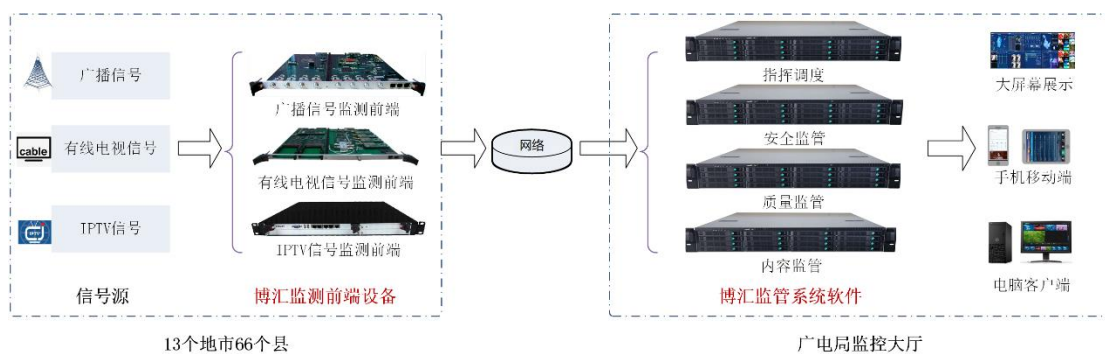 广播信号
广播信号监测前端
cable
有线电视信号
有线电视信号监测前端
IPTV
IPTV信号
IPTV信号监测前端
信号源
博汇监测前端设备
13个地市66个县
网络
指挥调度
安全监管
质量监管
内容监管
博汇监管系统软件
大屏幕展示
手机移动端
电脑客户端
广电局监控大厅